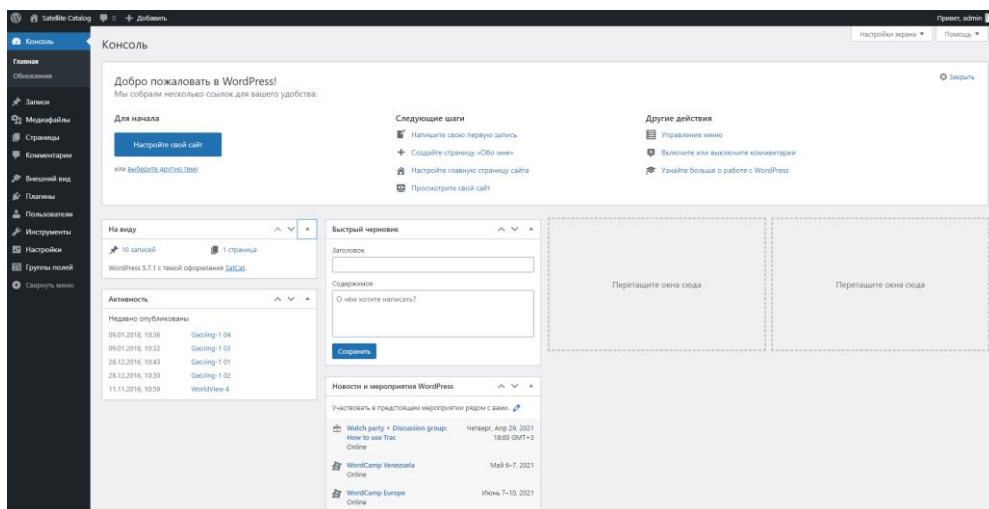 Satellite Catalog 0 + Добавить
Привет, admin
Настройки экрана ▼ Помощь ▼
Консоль
Главная
Обновления
Записи
Медиафайлы
Страницы
Комментарии
Внешний вид
Плагины
Пользователи
Инструменты
Настройки
Группы полей
Свернуть меню
Консоль
Добро пожаловать в WordPress!
Мы собрали несколько ссылок для вашего удобства:
Закрыть
Для начала
Настройте свой сайт
или выберите другую тему
Следующие шаги
Напишите свою первую запись
Создайте страницу «Обо мне»
Настройте главную страницу сайта
Просмотрите свой сайт
Другие действия
Управление меню
Включите или выключите комментарии
Узнайте больше о работе с WordPress
На виду
10 записей 1 страница
WordPress 5.7.1 с темой оформления SatCat.
Активность
Недавно опубликованы
09.01.2018, 10:36 GaoJing-1 04
09.01.2018, 10:32 GaoJing-1 03
28.12.2016, 10:43 GaoJing-1 01
28.12.2016, 10:30 GaoJing-1 02
11.11.2016, 10:59 WorldView-4
Быстрый черновик
Заголовок
Содержимое
О чём хотите написать?
Сохранить
Новости и мероприятия WordPress
Участвовать в предстоящем мероприятии рядом с вами.
Watch party + Discussion group: Четверг, Апр 29, 2021
How to use Trac 18:00 GMT+3
Online
WordCamp Venezuela Май 6–7, 2021
Online
WordCamp Europe Июнь 7–10, 2021
Online
Перетащите окна сюда
Перетащите окна сюда